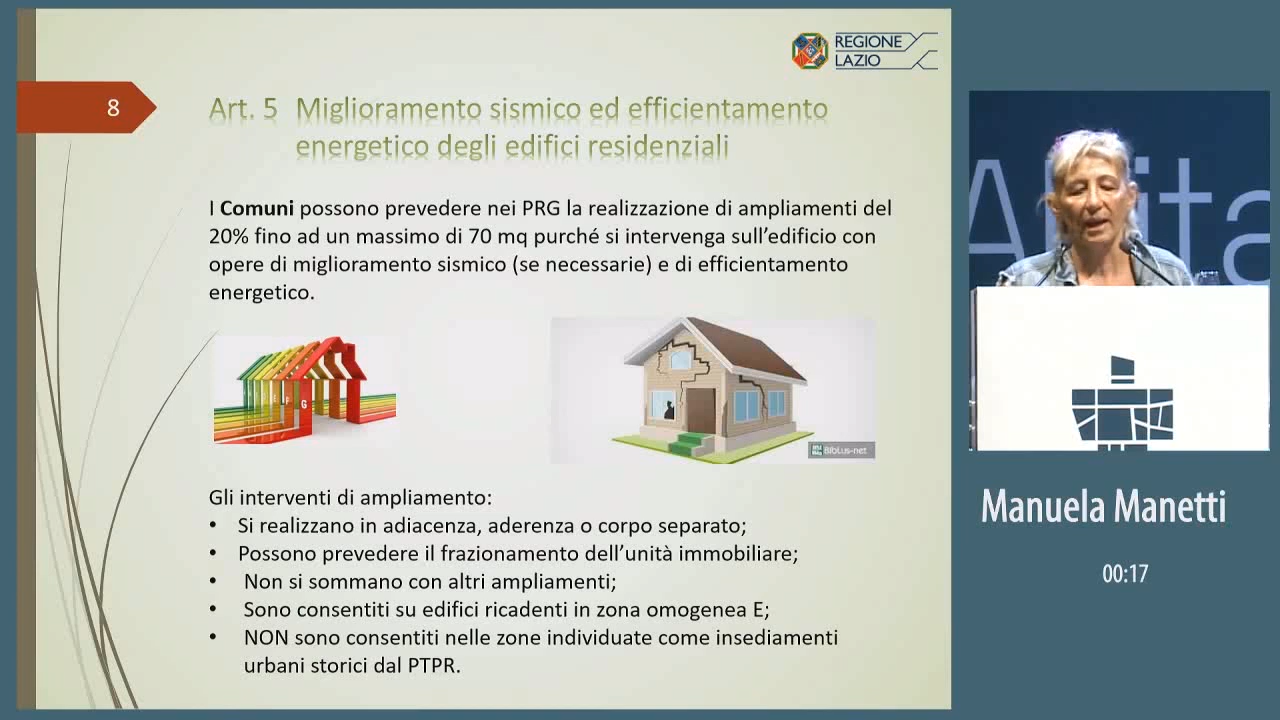 REGIONE
LAZIO
8
Art. 5 Miglioramento sismico ed efficientamento
energetico degli edifici residenziali
I Comuni possono prevedere nei PRG la realizzazione di ampliamenti del
20% fino ad un massimo di 70 mq purché si intervenga sull'edificio con
opere di miglioramento sismico (se necessarie) e di efficientamento
energetico.
G
BibLus-net
Gli interventi di ampliamento:
• Si realizzano in adiacenza, aderenza o corpo separato;
• Possono prevedere il frazionamento dell'unità immobiliare;
• Non si sommano con altri ampliamenti;
• Sono consentiti su edifici ricadenti in zona omogenea E;
• NON sono consentiti nelle zone individuate come insediamenti
urbani storici dal PTPR.
Manuela Manetti
00:17